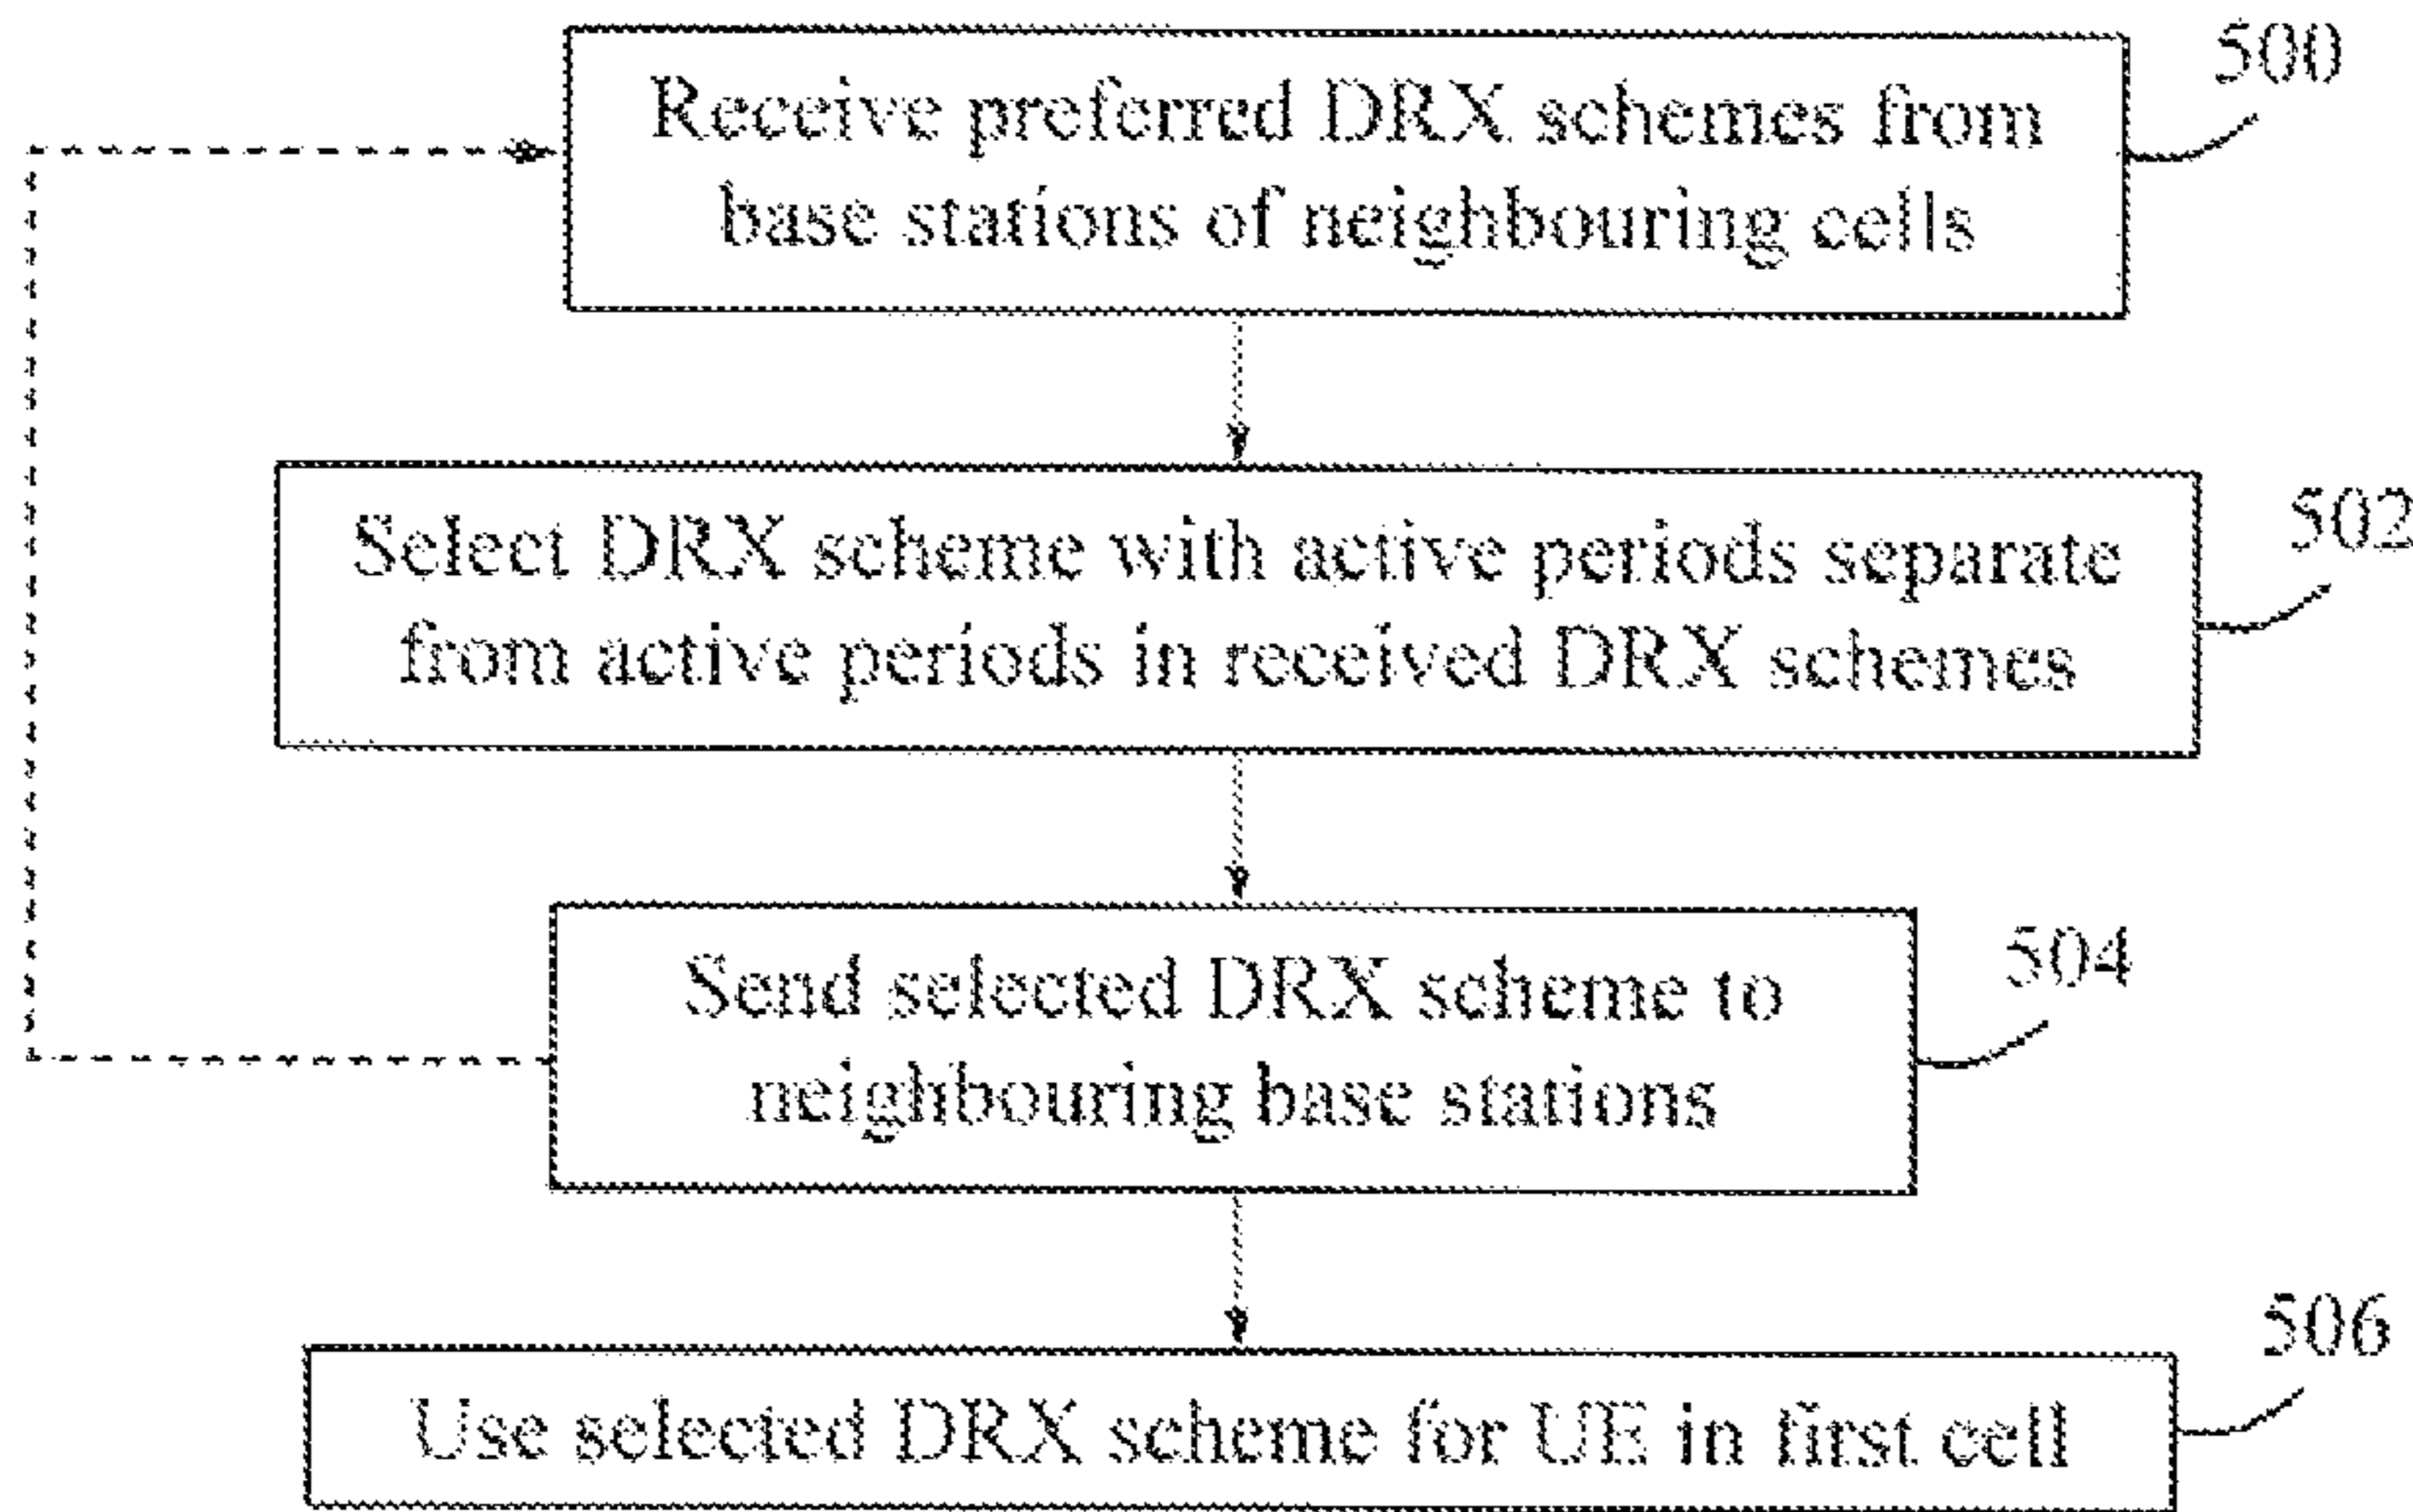 500
Receive preferred DRX schemes from
base stations of neighbouring cells
502
Select DRX scheme with active periods separate
from active periods in received DRX schemes
504
Send selected DRX scheme to
neighbouring base stations
506
Use selected DRX scheme for UE in first cell